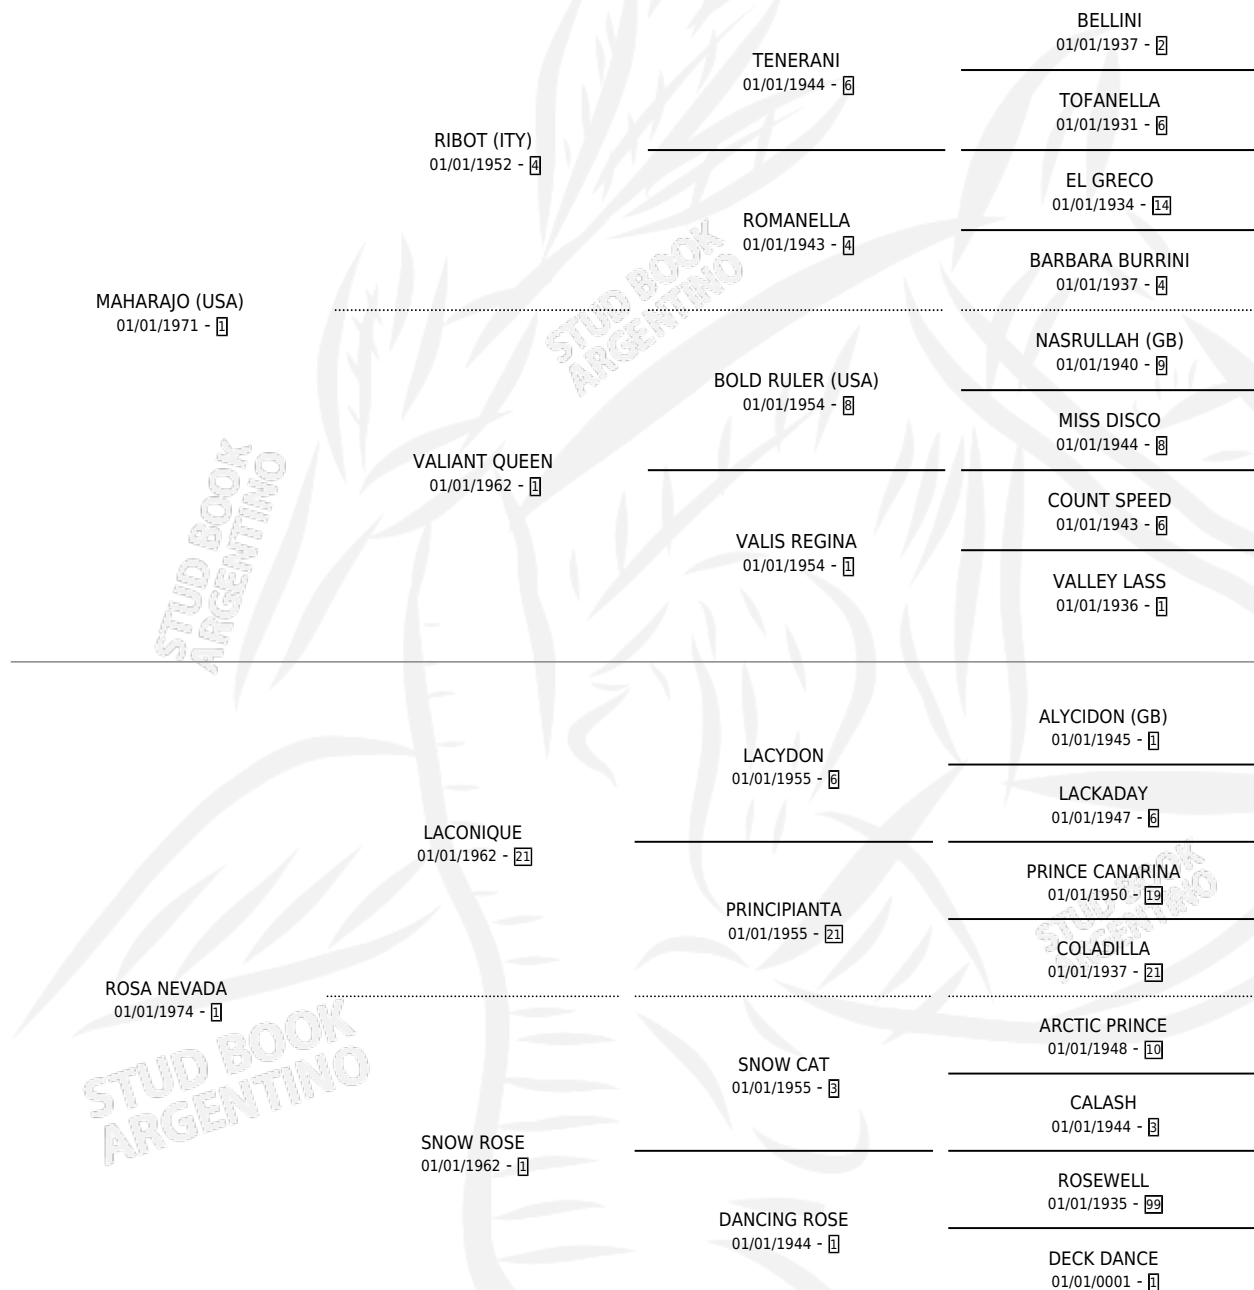 BELLINI
01/01/1937 - 2
TENERANI
01/01/1944 - 6
TOFANELLA
01/01/1931 - 6
RIBOT (ITY)
01/01/1952 - 4
EL GRECO
01/01/1934 - 14
ROMANELLA
01/01/1943 - 4
BARBARA BURRINI
01/01/1937 - 4
MAHARAJO (USA)
01/01/1971 - 1
STUD BOOK
ARGENTINO
NASRULLAH (GB)
01/01/1940 - 9
BOLD RULER (USA)
01/01/1954 - 8
MISS DISCO
01/01/1944 - 8
VALIANT QUEEN
01/01/1962 - 1
COUNT SPEED
01/01/1943 - 6
VALIS REGINA
01/01/1954 - 1
VALLEY LASS
01/01/1936 - 1
STUD BOOK
ARGENTINO
ALYCIDON (GB)
01/01/1945 - 1
LACYDON
01/01/1955 - 6
LACKADAY
01/01/1947 - 6
LACONIQUE
01/01/1962 - 21
PRINCE CANARINA
01/01/1950 - 19
PRINCIPIANTA
01/01/1955 - 21
COLADILLA
01/01/1937 - 21
STUD BOOK
ARGENTINO
ROSA NEVADA
01/01/1974 - 1
ARCTIC PRINCE
01/01/1948 - 10
SNOW CAT
01/01/1955 - 3
CALASH
01/01/1944 - 3
STUD BOOK
ARGENTINO
SNOW ROSE
01/01/1962 - 1
ROSEWELL
01/01/1935 - 99
DANCING ROSE
01/01/1944 - 1
DECK DANCE
01/01/0001 - 1